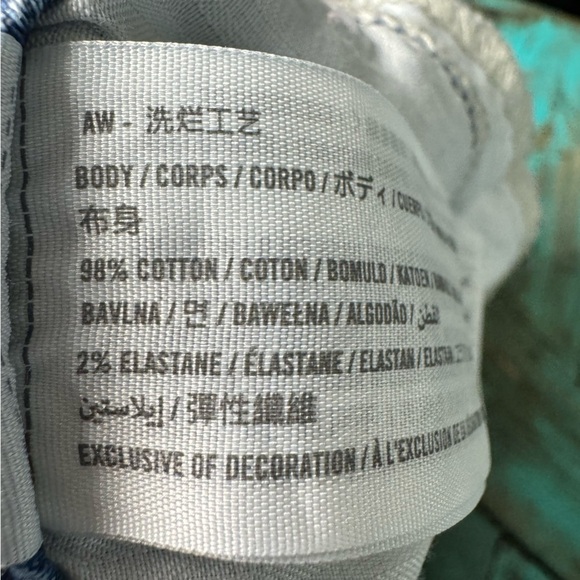 AW - 洗烂工艺
BODY / CORPS / CORPO / ボディ /
布身
98% COTTON / COTON / BOMULD / KATOEN /
BAVLNA / 면 / BAWEŁNA / ALGODÃO / قطن
2% ELASTANE / ÉLASTANE / ELASTAN /
إيلاستين / 彈性纖維
EXCLUSIVE OF DECORATION / À L'EXCLUSION DE